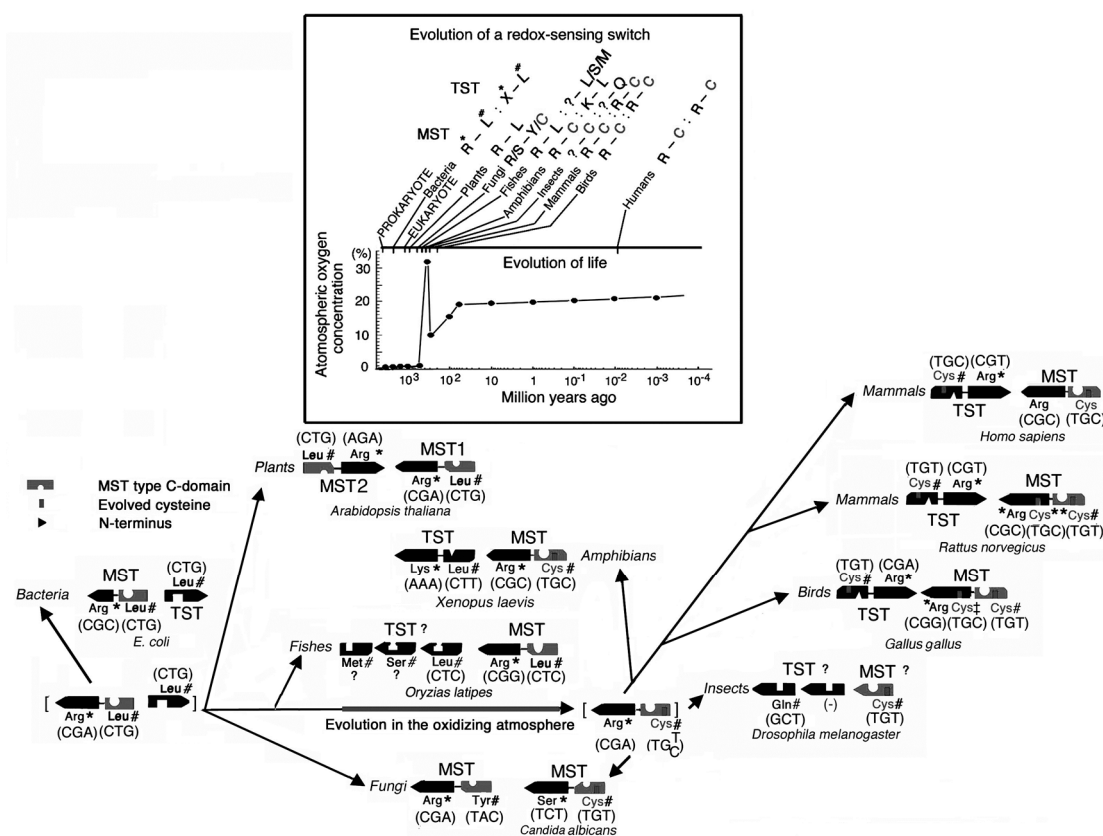 Evolution of a redox-sensing switch
TST
MST
R* – L# : X* – L#
R – L
R/S – Y/C
R – L : ? – L/S/M
R – C : K – L
? – C : ? – Q
R – C : R – C
R – C : R – C
R – C : R – C
PROKARYOTE
Bacteria
EUKARYOTE
Plants
Fungi
Fishes
Amphibians
Insects
Mammals
Birds
Humans
(%)
30
20
10
0
Atomospheric oxygen
concentration
Evolution of life
10³ 10² 10 1 10⁻¹ 10⁻² 10⁻³ 10⁻⁴
Million years ago
MST type C-domain
Evolved cysteine
N-terminus
Bacteria
MST
Arg* Leu#
(CGC) (CTG)
(CTG)
Leu#
TST
E. coli
[
Arg* Leu#
(CGA) (CTG)
(CTG)
Leu#
]
Plants
(CTG) (AGA)
Leu# Arg*
MST2
MST1
Arg* Leu#
(CGA) (CTG)
Arabidopsis thaliana
TST
Lys* Leu#
(AAA) (CTT)
MST
Arg* Cys#
(CGC) (TGC)
Amphibians
Xenopus laevis
Fishes
TST ?
Met# Ser# Leu#
? ? (CTC)
MST
Arg* Leu#
(CGG) (CTC)
Oryzias latipes
Evolution in the oxidizing atmosphere
[
Arg* Cys#
(CGA) (TG T C)
]
Fungi
MST
Arg* Tyr#
(CGA) (TAC)
MST
Ser* Cys#
(TCT) (TGT)
Candida albicans
Mammals
(TGC) (CGT)
Cys# Arg*
TST
MST
Arg Cys
(CGC) (TGC)
Homo sapiens
Mammals
(TGT) (CGT)
Cys# Arg*
TST
MST
*Arg Cys** Cys#
(CGC) (TGC) (TGT)
Rattus norvegicus
Birds
(TGT) (CGA)
Cys# Arg*
TST
MST
*Arg Cys‡ Cys#
(CGG) (TGC) (TGT)
Gallus gallus
Insects
TST ?
Gln#
(GCT) (-)
MST ?
Cys#
(TGT)
Drosophila melanogaster